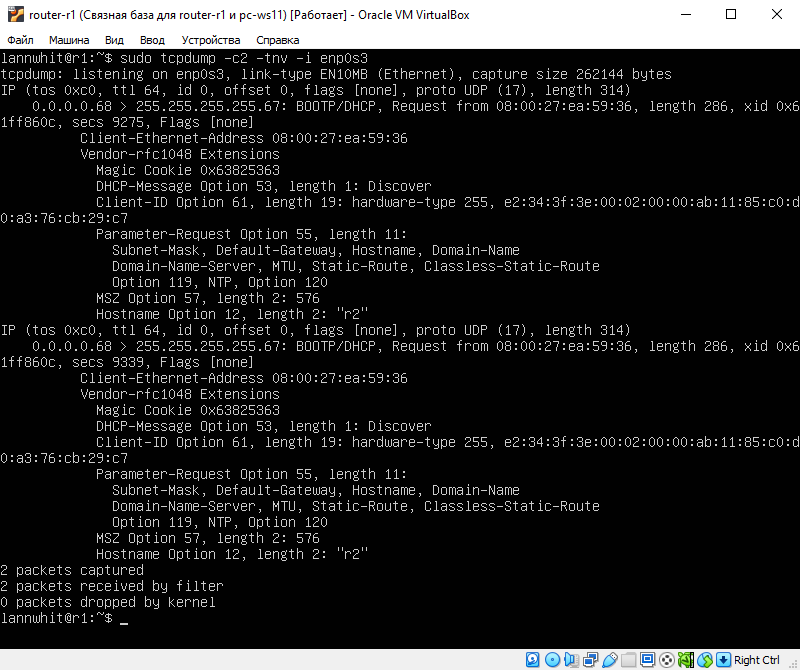 router-r1 (Связная база для router-r1 и pc-ws11) [Работает] - Oracle VM VirtualBox
Файл Машина Вид Ввод Устройства Справка
lannwhit@r1:~$ sudo tcpdump -c2 -tnv -i enp0s3
tcpdump: listening on enp0s3, link-type EN10MB (Ethernet), capture size 262144 bytes
IP (tos 0xc0, ttl 64, id 0, offset 0, flags [none], proto UDP (17), length 314)
    0.0.0.0.68 > 255.255.255.255.67: BOOTP/DHCP, Request from 08:00:27:ea:59:36, length 286, xid 0x6
1ff860c, secs 9275, Flags [none]
          Client-Ethernet-Address 08:00:27:ea:59:36
          Vendor-rfc1048 Extensions
            Magic Cookie 0x63825363
            DHCP-Message Option 53, length 1: Discover
            Client-ID Option 61, length 19: hardware-type 255, e2:34:3f:3e:00:02:00:00:ab:11:85:c0:d
0:a3:76:cb:29:c7
            Parameter-Request Option 55, length 11:
              Subnet-Mask, Default-Gateway, Hostname, Domain-Name
              Domain-Name-Server, MTU, Static-Route, Classless-Static-Route
              Option 119, NTP, Option 120
            MSZ Option 57, length 2: 576
            Hostname Option 12, length 2: "r2"
IP (tos 0xc0, ttl 64, id 0, offset 0, flags [none], proto UDP (17), length 314)
    0.0.0.0.68 > 255.255.255.255.67: BOOTP/DHCP, Request from 08:00:27:ea:59:36, length 286, xid 0x6
1ff860c, secs 9339, Flags [none]
          Client-Ethernet-Address 08:00:27:ea:59:36
          Vendor-rfc1048 Extensions
            Magic Cookie 0x63825363
            DHCP-Message Option 53, length 1: Discover
            Client-ID Option 61, length 19: hardware-type 255, e2:34:3f:3e:00:02:00:00:ab:11:85:c0:d
0:a3:76:cb:29:c7
            Parameter-Request Option 55, length 11:
              Subnet-Mask, Default-Gateway, Hostname, Domain-Name
              Domain-Name-Server, MTU, Static-Route, Classless-Static-Route
              Option 119, NTP, Option 120
            MSZ Option 57, length 2: 576
            Hostname Option 12, length 2: "r2"
2 packets captured
2 packets received by filter
0 packets dropped by kernel
lannwhit@r1:~$ _
Right Ctrl